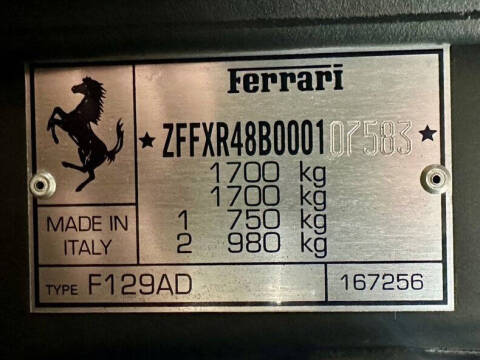 Ferrari
★ZFFXR48B000107583★
1700 kg
1700 kg
1 750 kg
2 980 kg
MADE IN
ITALY
TYPE F129AD
167256